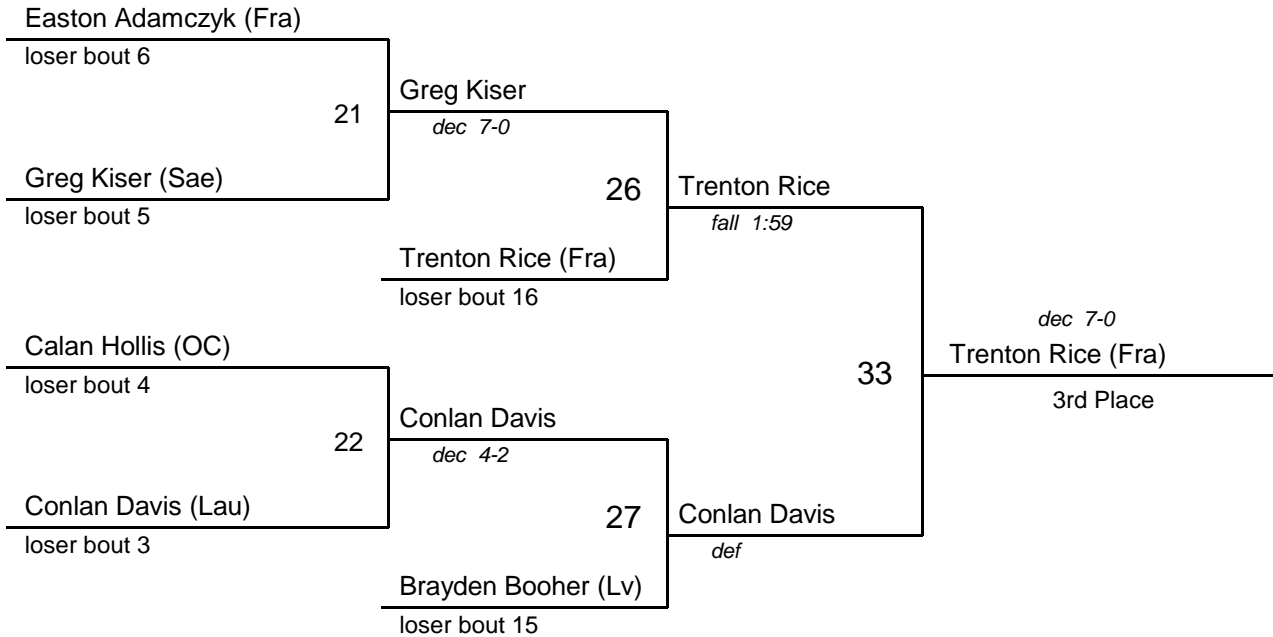 Easton Adamczyk (Fra)
loser bout 6
21
Greg Kiser
dec 7-0
Greg Kiser (Sae)
loser bout 5
26
Trenton Rice
fall 1:59
Trenton Rice (Fra)
loser bout 16
dec 7-0
Trenton Rice (Fra)
3rd Place
33
Calan Hollis (OC)
loser bout 4
22
Conlan Davis
dec 4-2
Conlan Davis (Lau)
loser bout 3
27
Conlan Davis
def
Brayden Booher (Lv)
loser bout 15